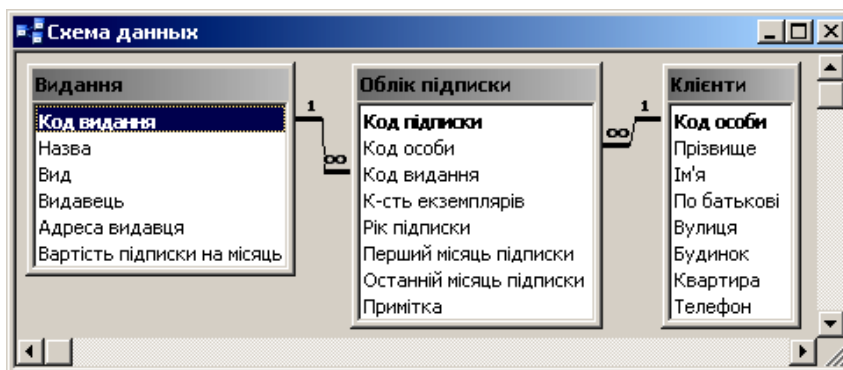 Схема данных
Видання
Код видання
Назва
Вид
Видавець
Адреса видавця
Вартість підписки на місяць
1
∞
Облік підписки
Код підписки
Код особи
Код видання
К-сть екземплярів
Рік підписки
Перший місяць підписки
Останній місяць підписки
Примітка
∞
1
Клієнти
Код особи
Прізвище
Ім'я
По батькові
Вулиця
Будинок
Квартира
Телефон